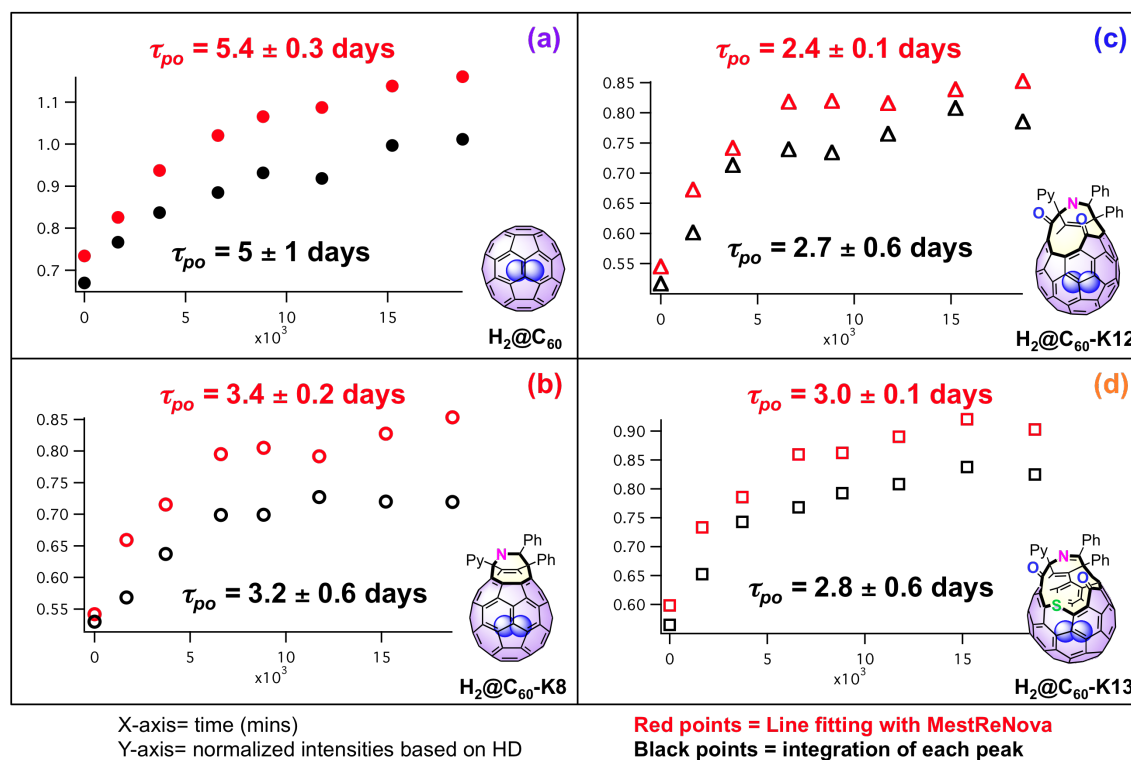 (a)
τpo = 5.4 ± 0.3 days
1.1
1.0
0.9
0.8
0.7
τpo = 5 ± 1 days
0
5
10
15
x10³
H₂@C₆₀
(c)
τpo = 2.4 ± 0.1 days
0.85
0.80
0.75
0.70
0.65
0.60
0.55
τpo = 2.7 ± 0.6 days
0
5
10
15
x10³
Py
N
Ph
O
O
Ph
H₂@C₆₀-K12
(b)
τpo = 3.4 ± 0.2 days
0.85
0.80
0.75
0.70
0.65
0.60
0.55
τpo = 3.2 ± 0.6 days
0
5
10
15
x10³
Ph
N
Py
Ph
H₂@C₆₀-K8
(d)
τpo = 3.0 ± 0.1 days
0.90
0.85
0.80
0.75
0.70
0.65
0.60
τpo = 2.8 ± 0.6 days
0
5
10
15
x10³
Ph
Py
N
Ph
O
O
S
H₂@C₆₀-K13
X-axis= time (mins)
Y-axis= normalized intensities based on HD
Red points = Line fitting with MestReNova
Black points = integration of each peak